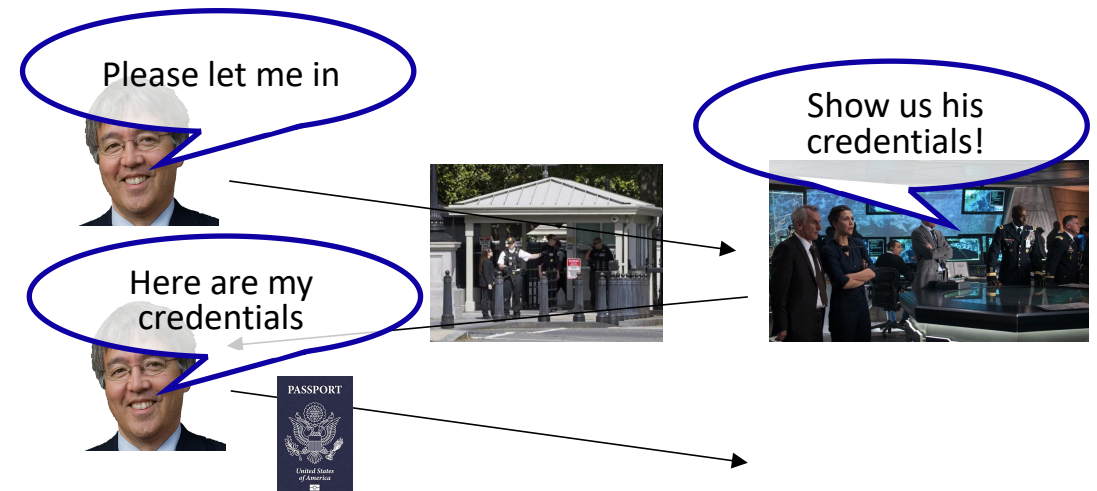 Please let me in
Show us his
credentials!
Here are my
credentials
PASSPORT
United States
of America